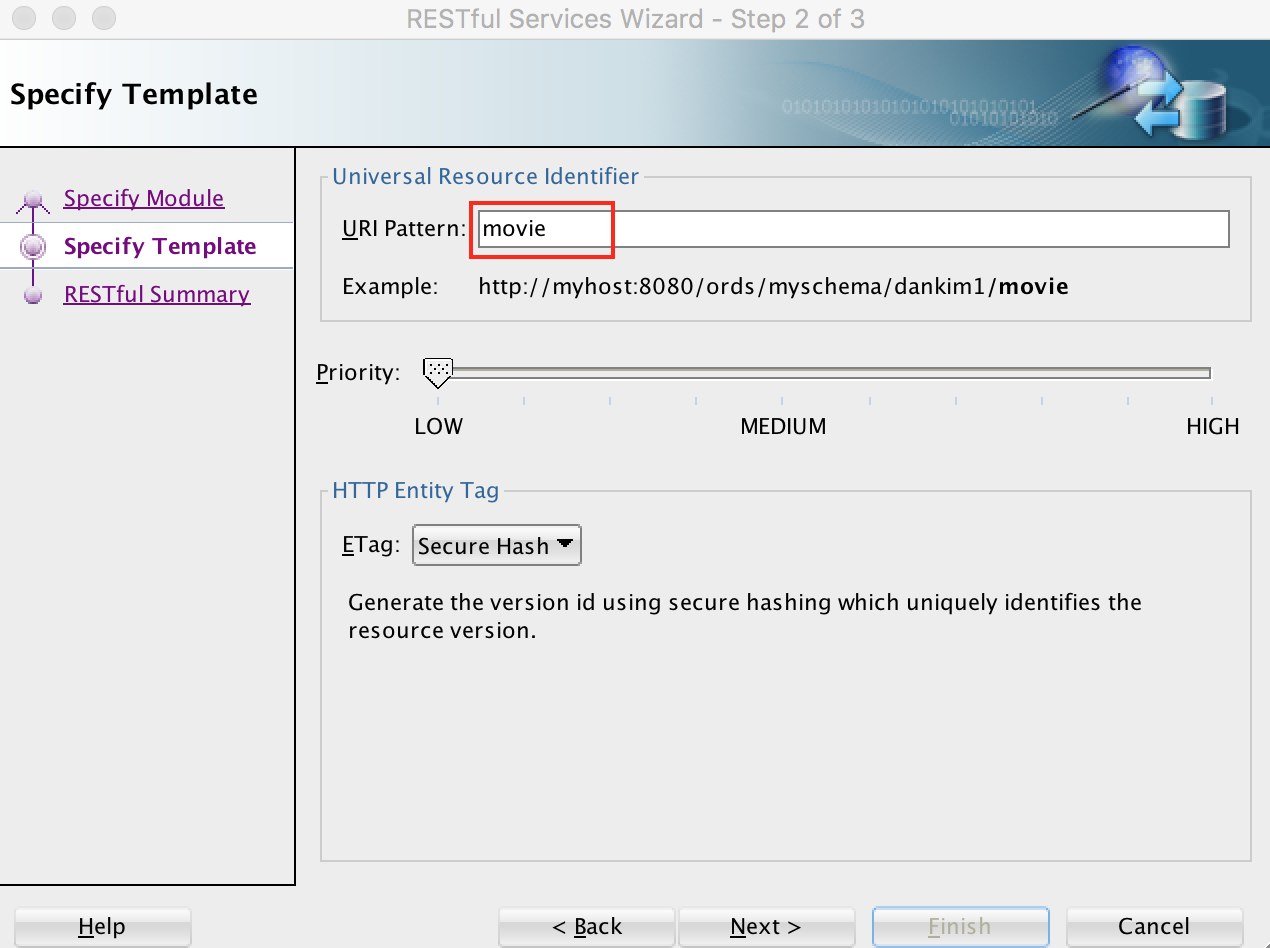 RESTful Services Wizard - Step 2 of 3
Specify Template
01010101010101010101010101
01010101010
Specify Module
Specify Template
RESTful Summary
Universal Resource Identifier
URI Pattern: movie
Example: http://myhost:8080/ords/myschema/dankim1/movie
Priority:
LOW MEDIUM HIGH
HTTP Entity Tag
ETag: Secure Hash
Generate the version id using secure hashing which uniquely identifies the
resource version.
Help < Back Next > Finish Cancel